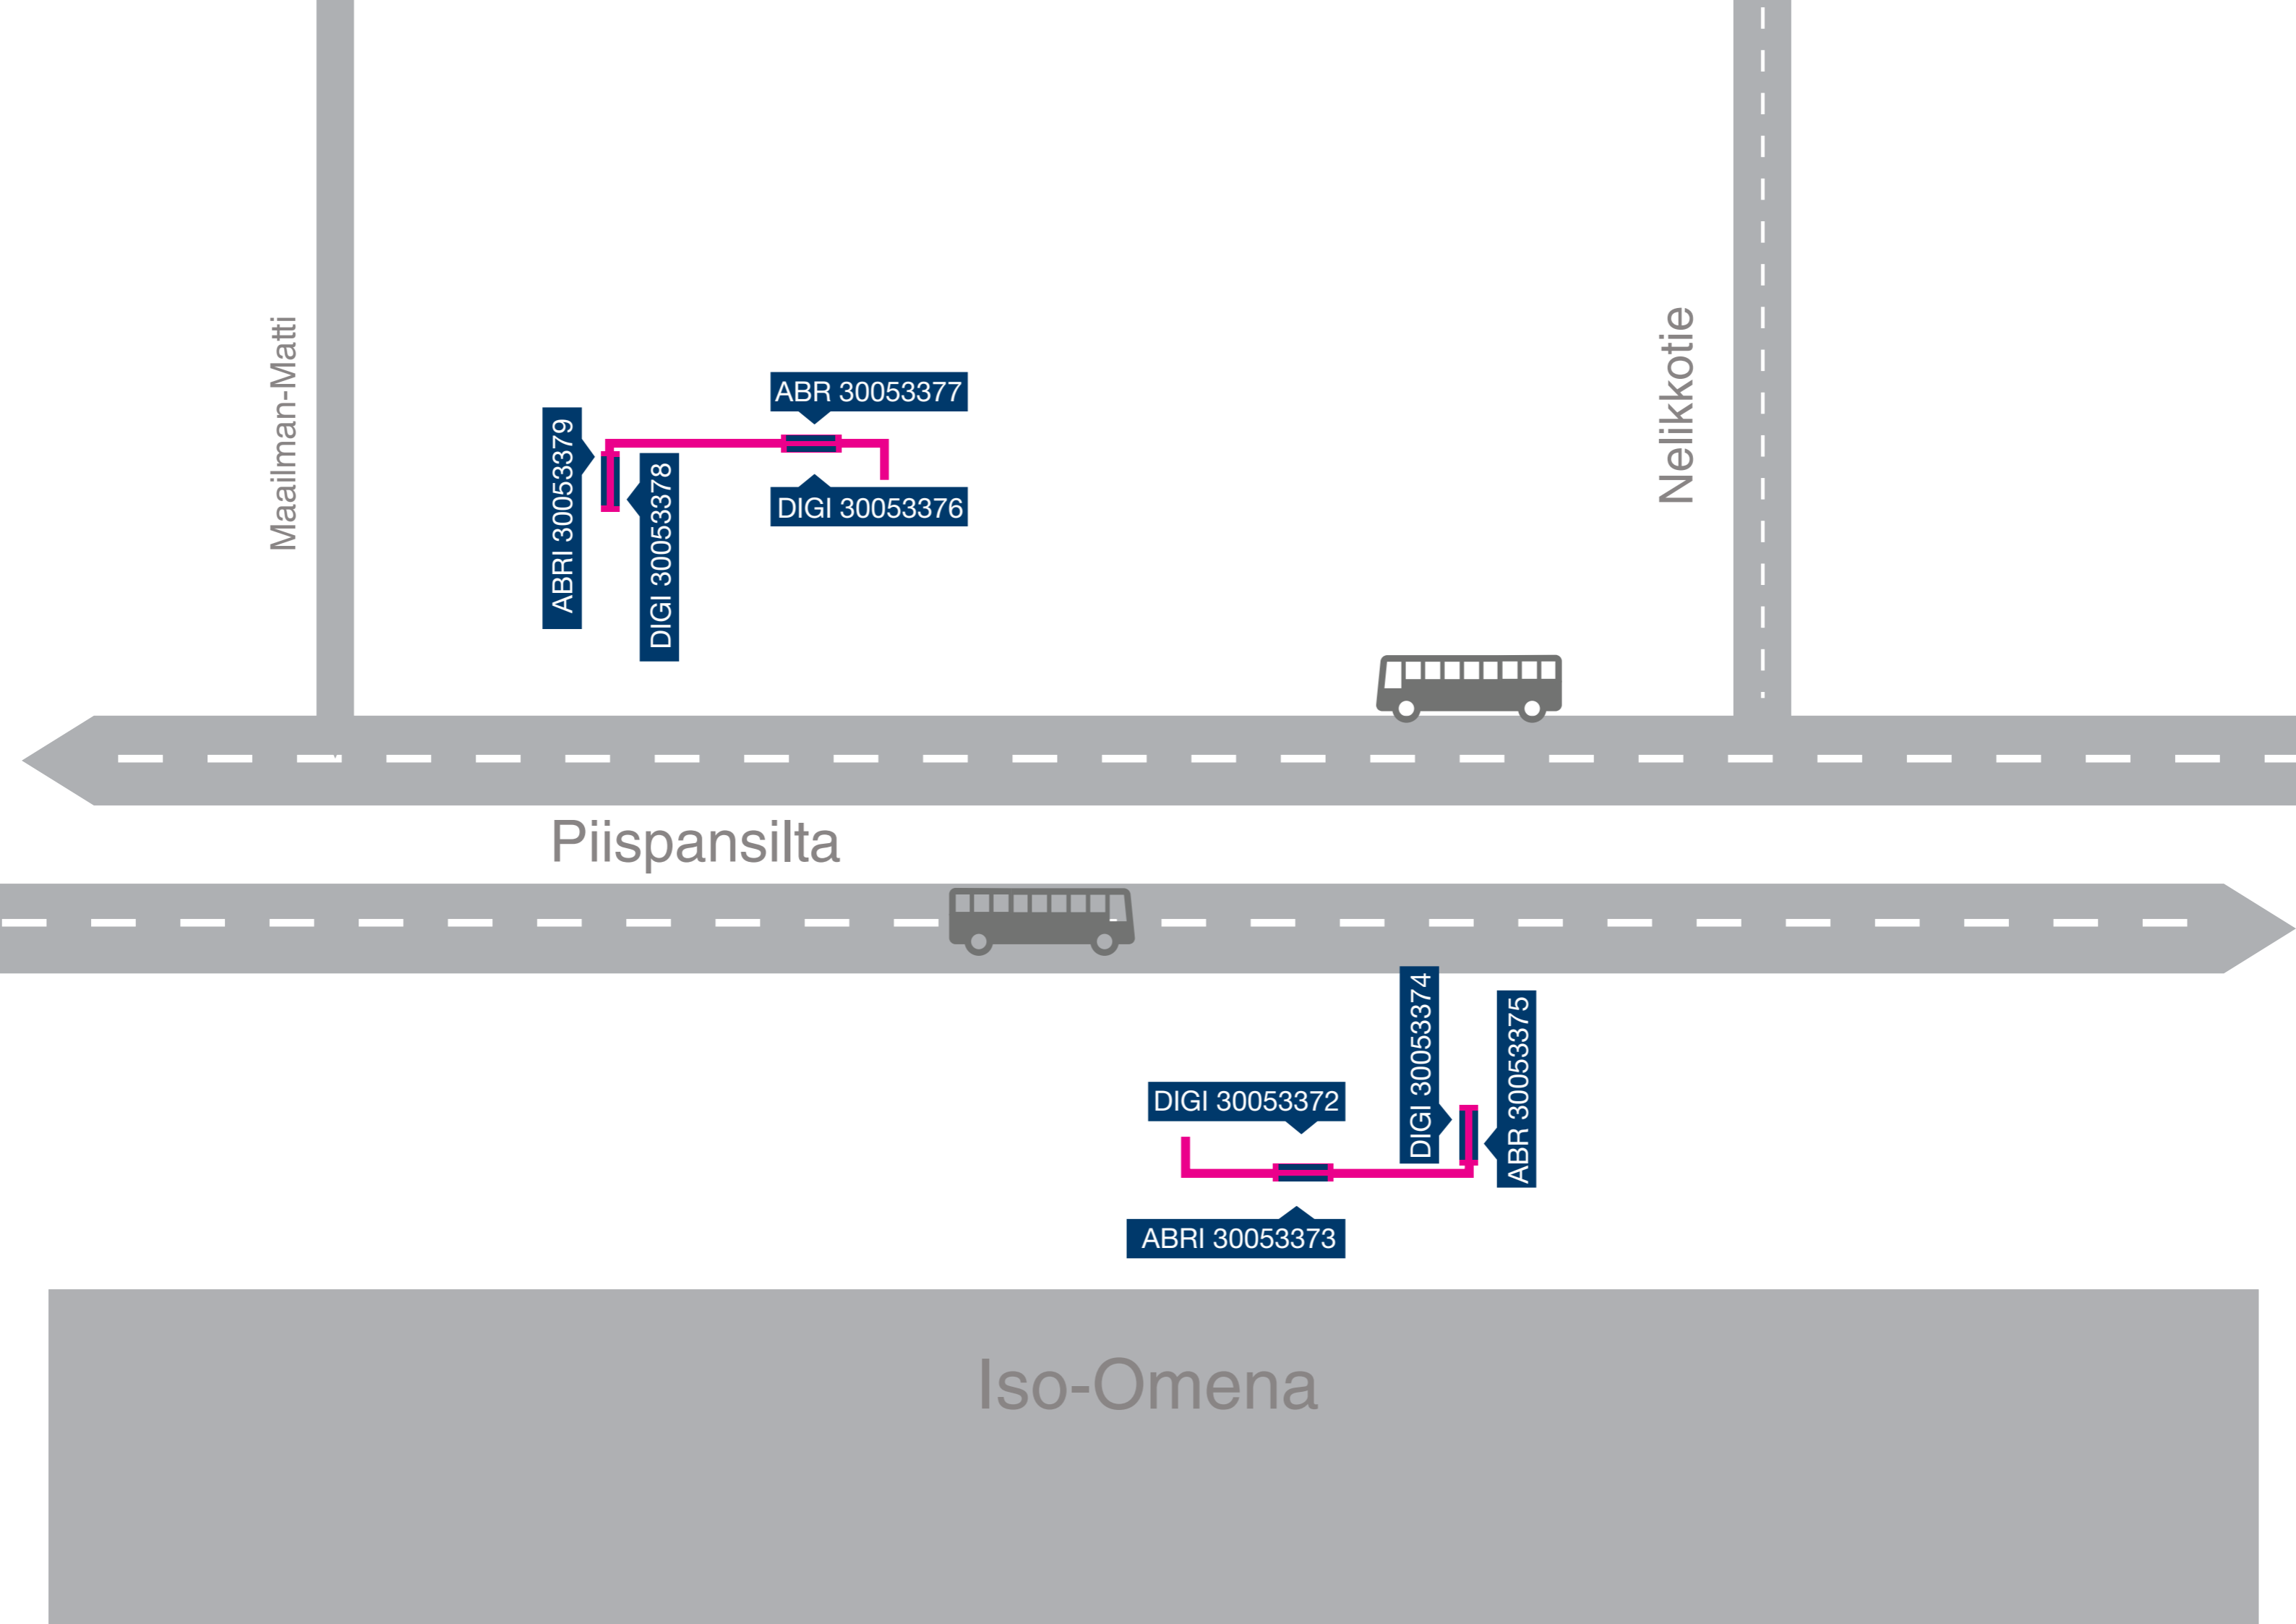 Maailman-Matti
Nelikkotie
ABR 30053377
ABRI 30053379
DIGI 30053378
DIGI 30053376
Piispansilta
DIGI 30053374
ABR 30053375
DIGI 30053372
ABRI 30053373
Iso-Omena